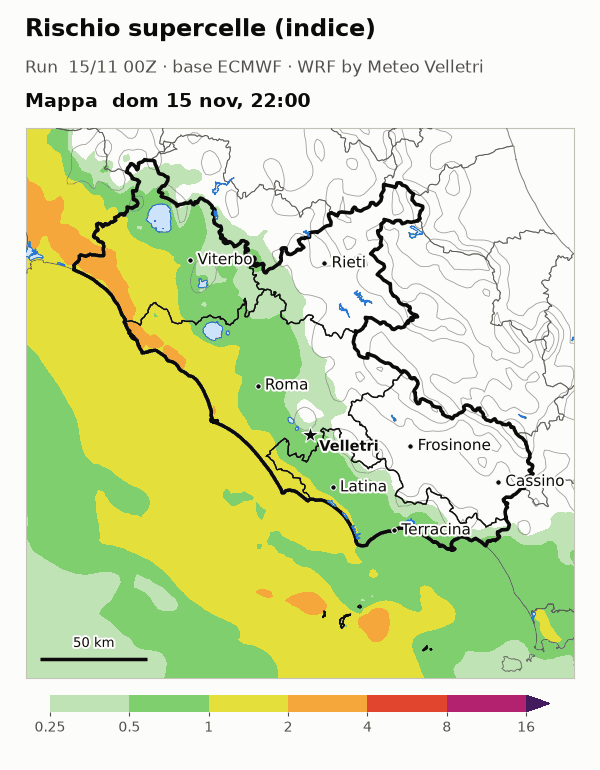 Rischio supercelle (indice)
Run  15/11 00Z · base ECMWF · WRF by Meteo Velletri
Mappa  dom 15 nov, 22:00
Viterbo
Rieti
Roma
Velletri
Frosinone
Cassino
Latina
Terracina
50 km
0.25 0.5 1 2 4 8 16